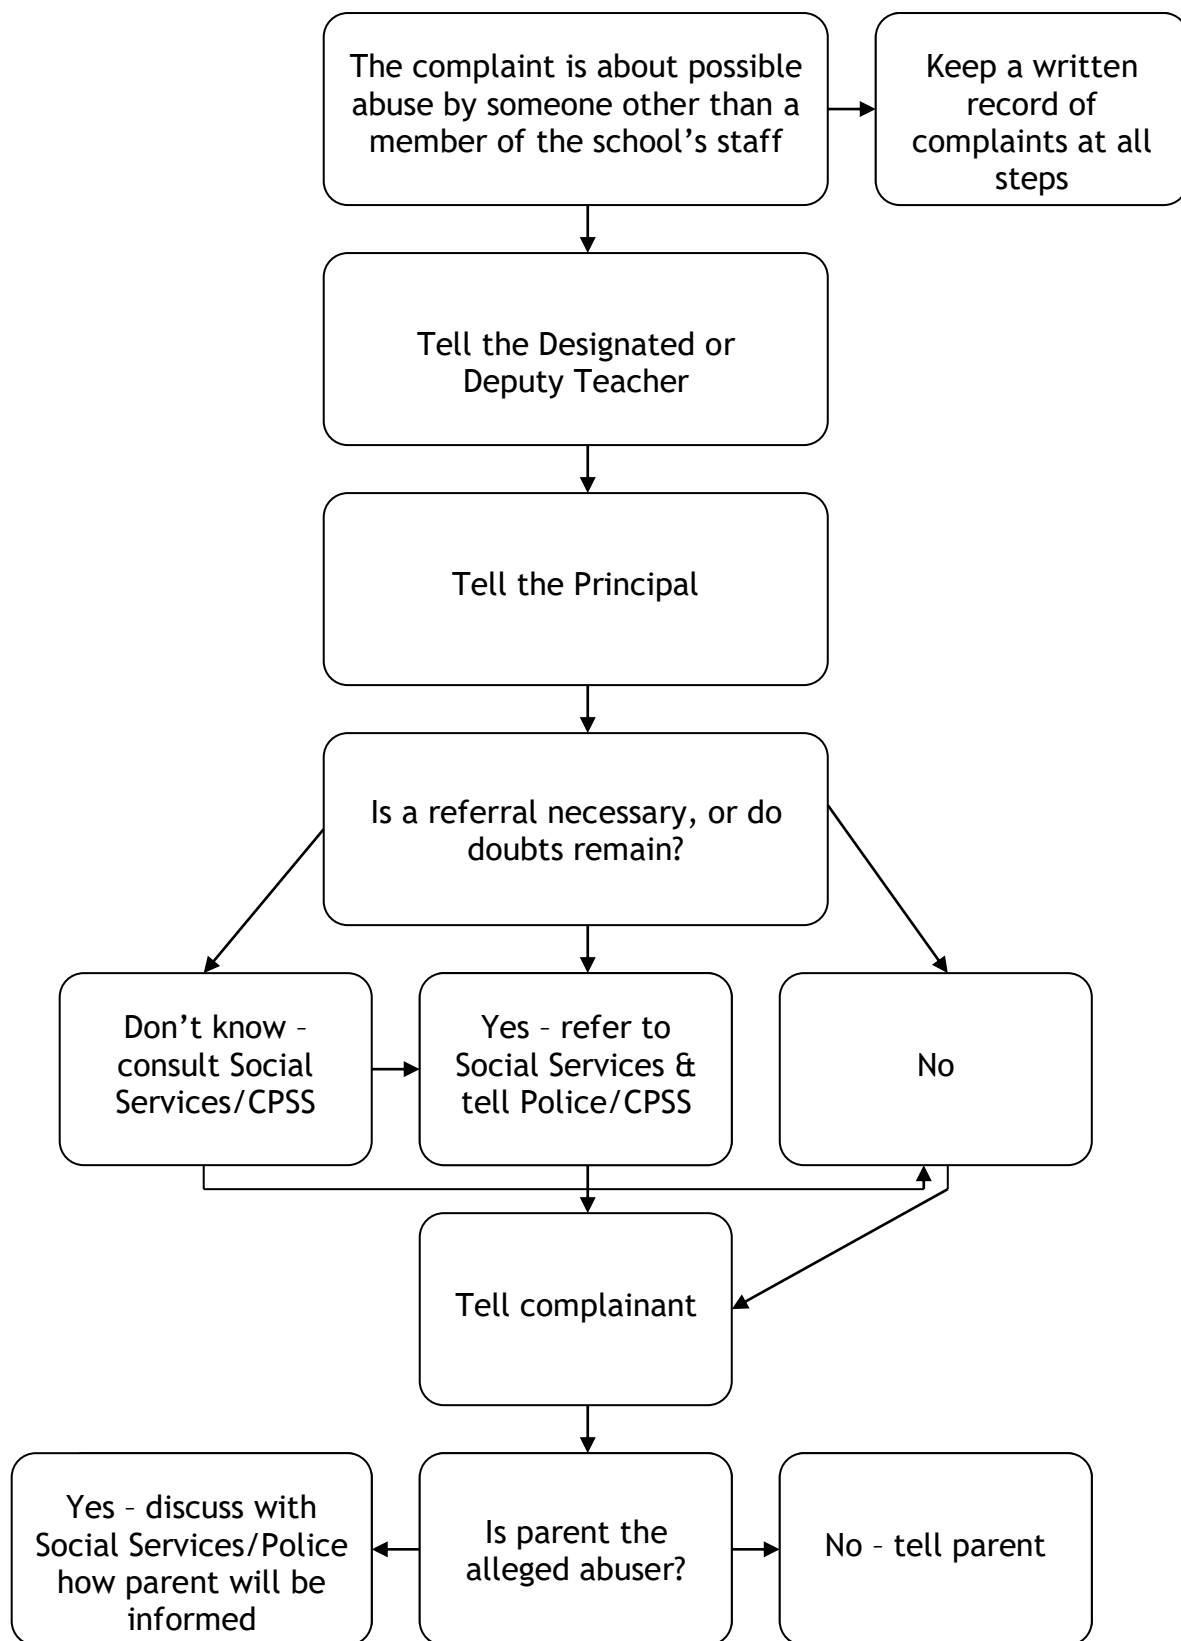 The complaint is about possible
abuse by someone other than a
member of the school’s staff
Keep a written
record of
complaints at all
steps
Tell the Designated or
Deputy Teacher
Tell the Principal
Is a referral necessary, or do
doubts remain?
Don’t know –
consult Social
Services/CPSS
Yes – refer to
Social Services &
tell Police/CPSS
No
Tell complainant
Yes – discuss with
Social Services/Police
how parent will be
informed
Is parent the
alleged abuser?
No – tell parent